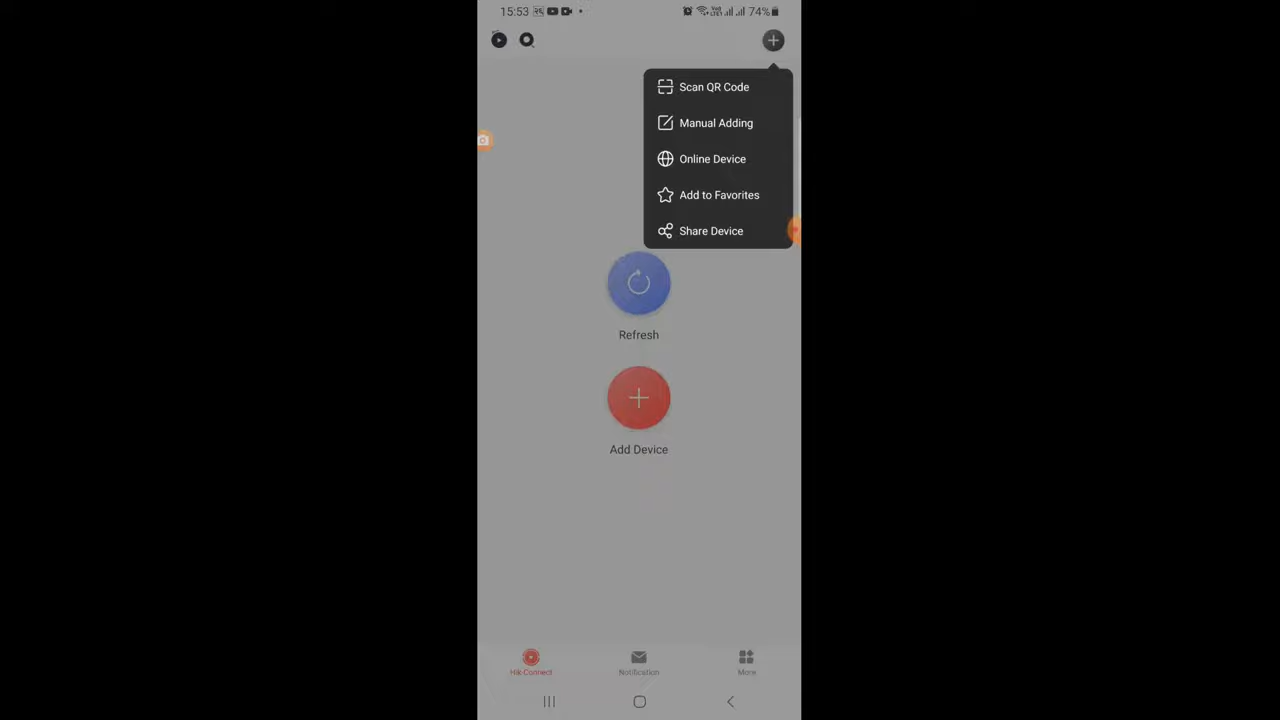 15:53
74%
Scan QR Code
Manual Adding
Online Device
Add to Favorites
Share Device
Refresh
Add Device
Hik-Connect
Notification
More